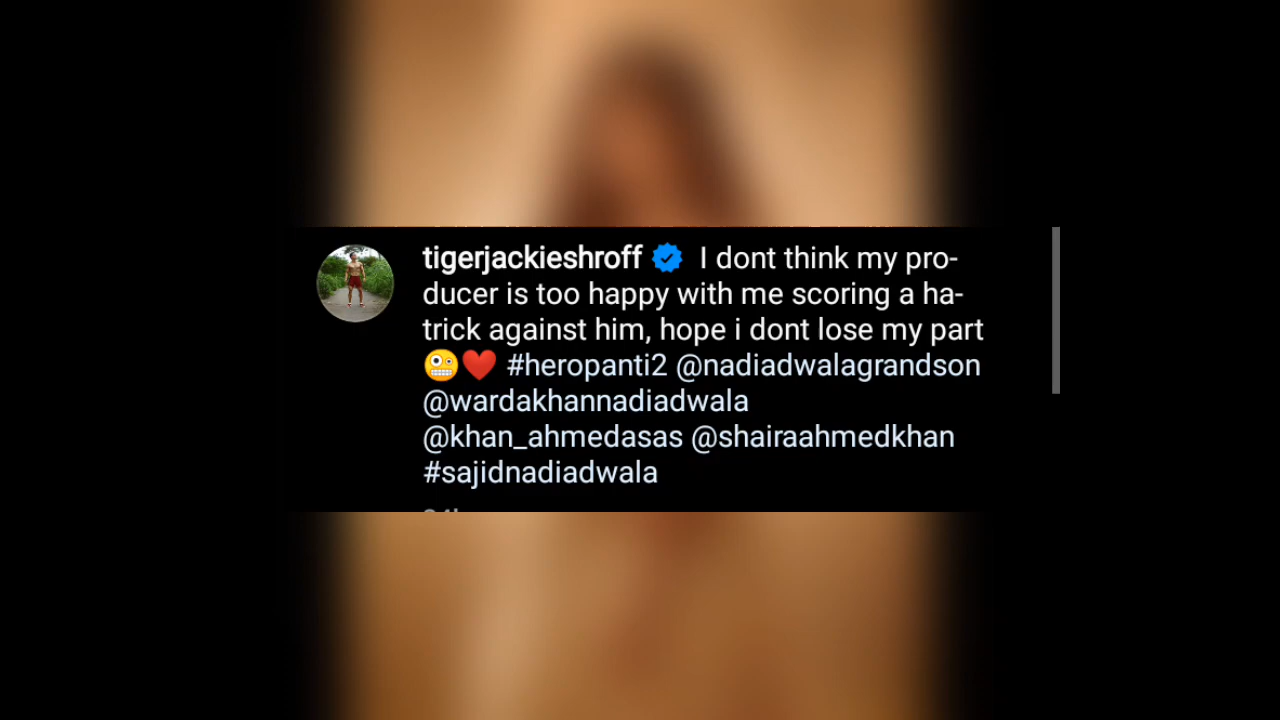 tigerjackieshroff I dont think my pro-
ducer is too happy with me scoring a ha-
trick against him, hope i dont lose my part
🤪❤️ #heropanti2 @nadiadwalagrandson
@wardakhannadiadwala
@khan_ahmedasas @shairaahmedkhan
#sajidnadiadwala